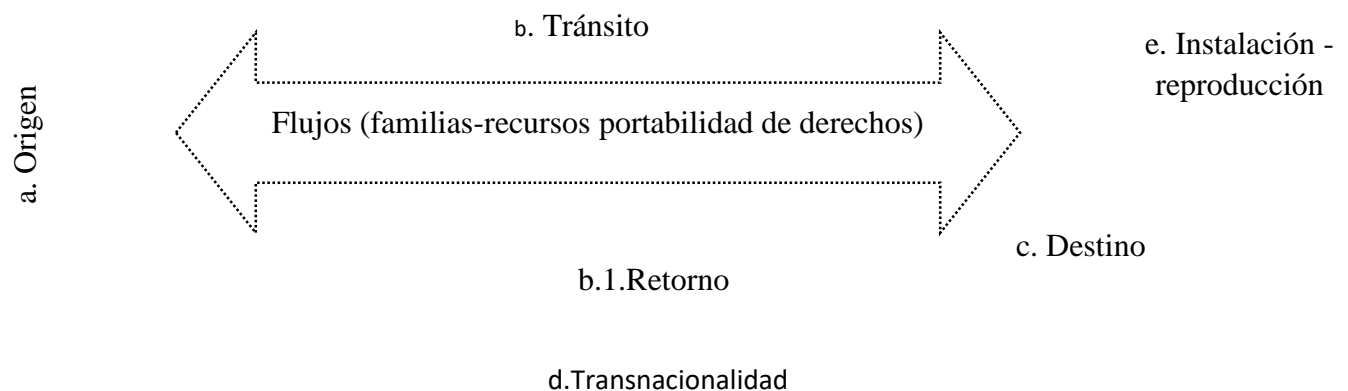 b. Tránsito
e. Instalación -
reproducción
a. Origen
Flujos (familias-recursos portabilidad de derechos)
c. Destino
b.1.Retorno
d.Transnacionalidad